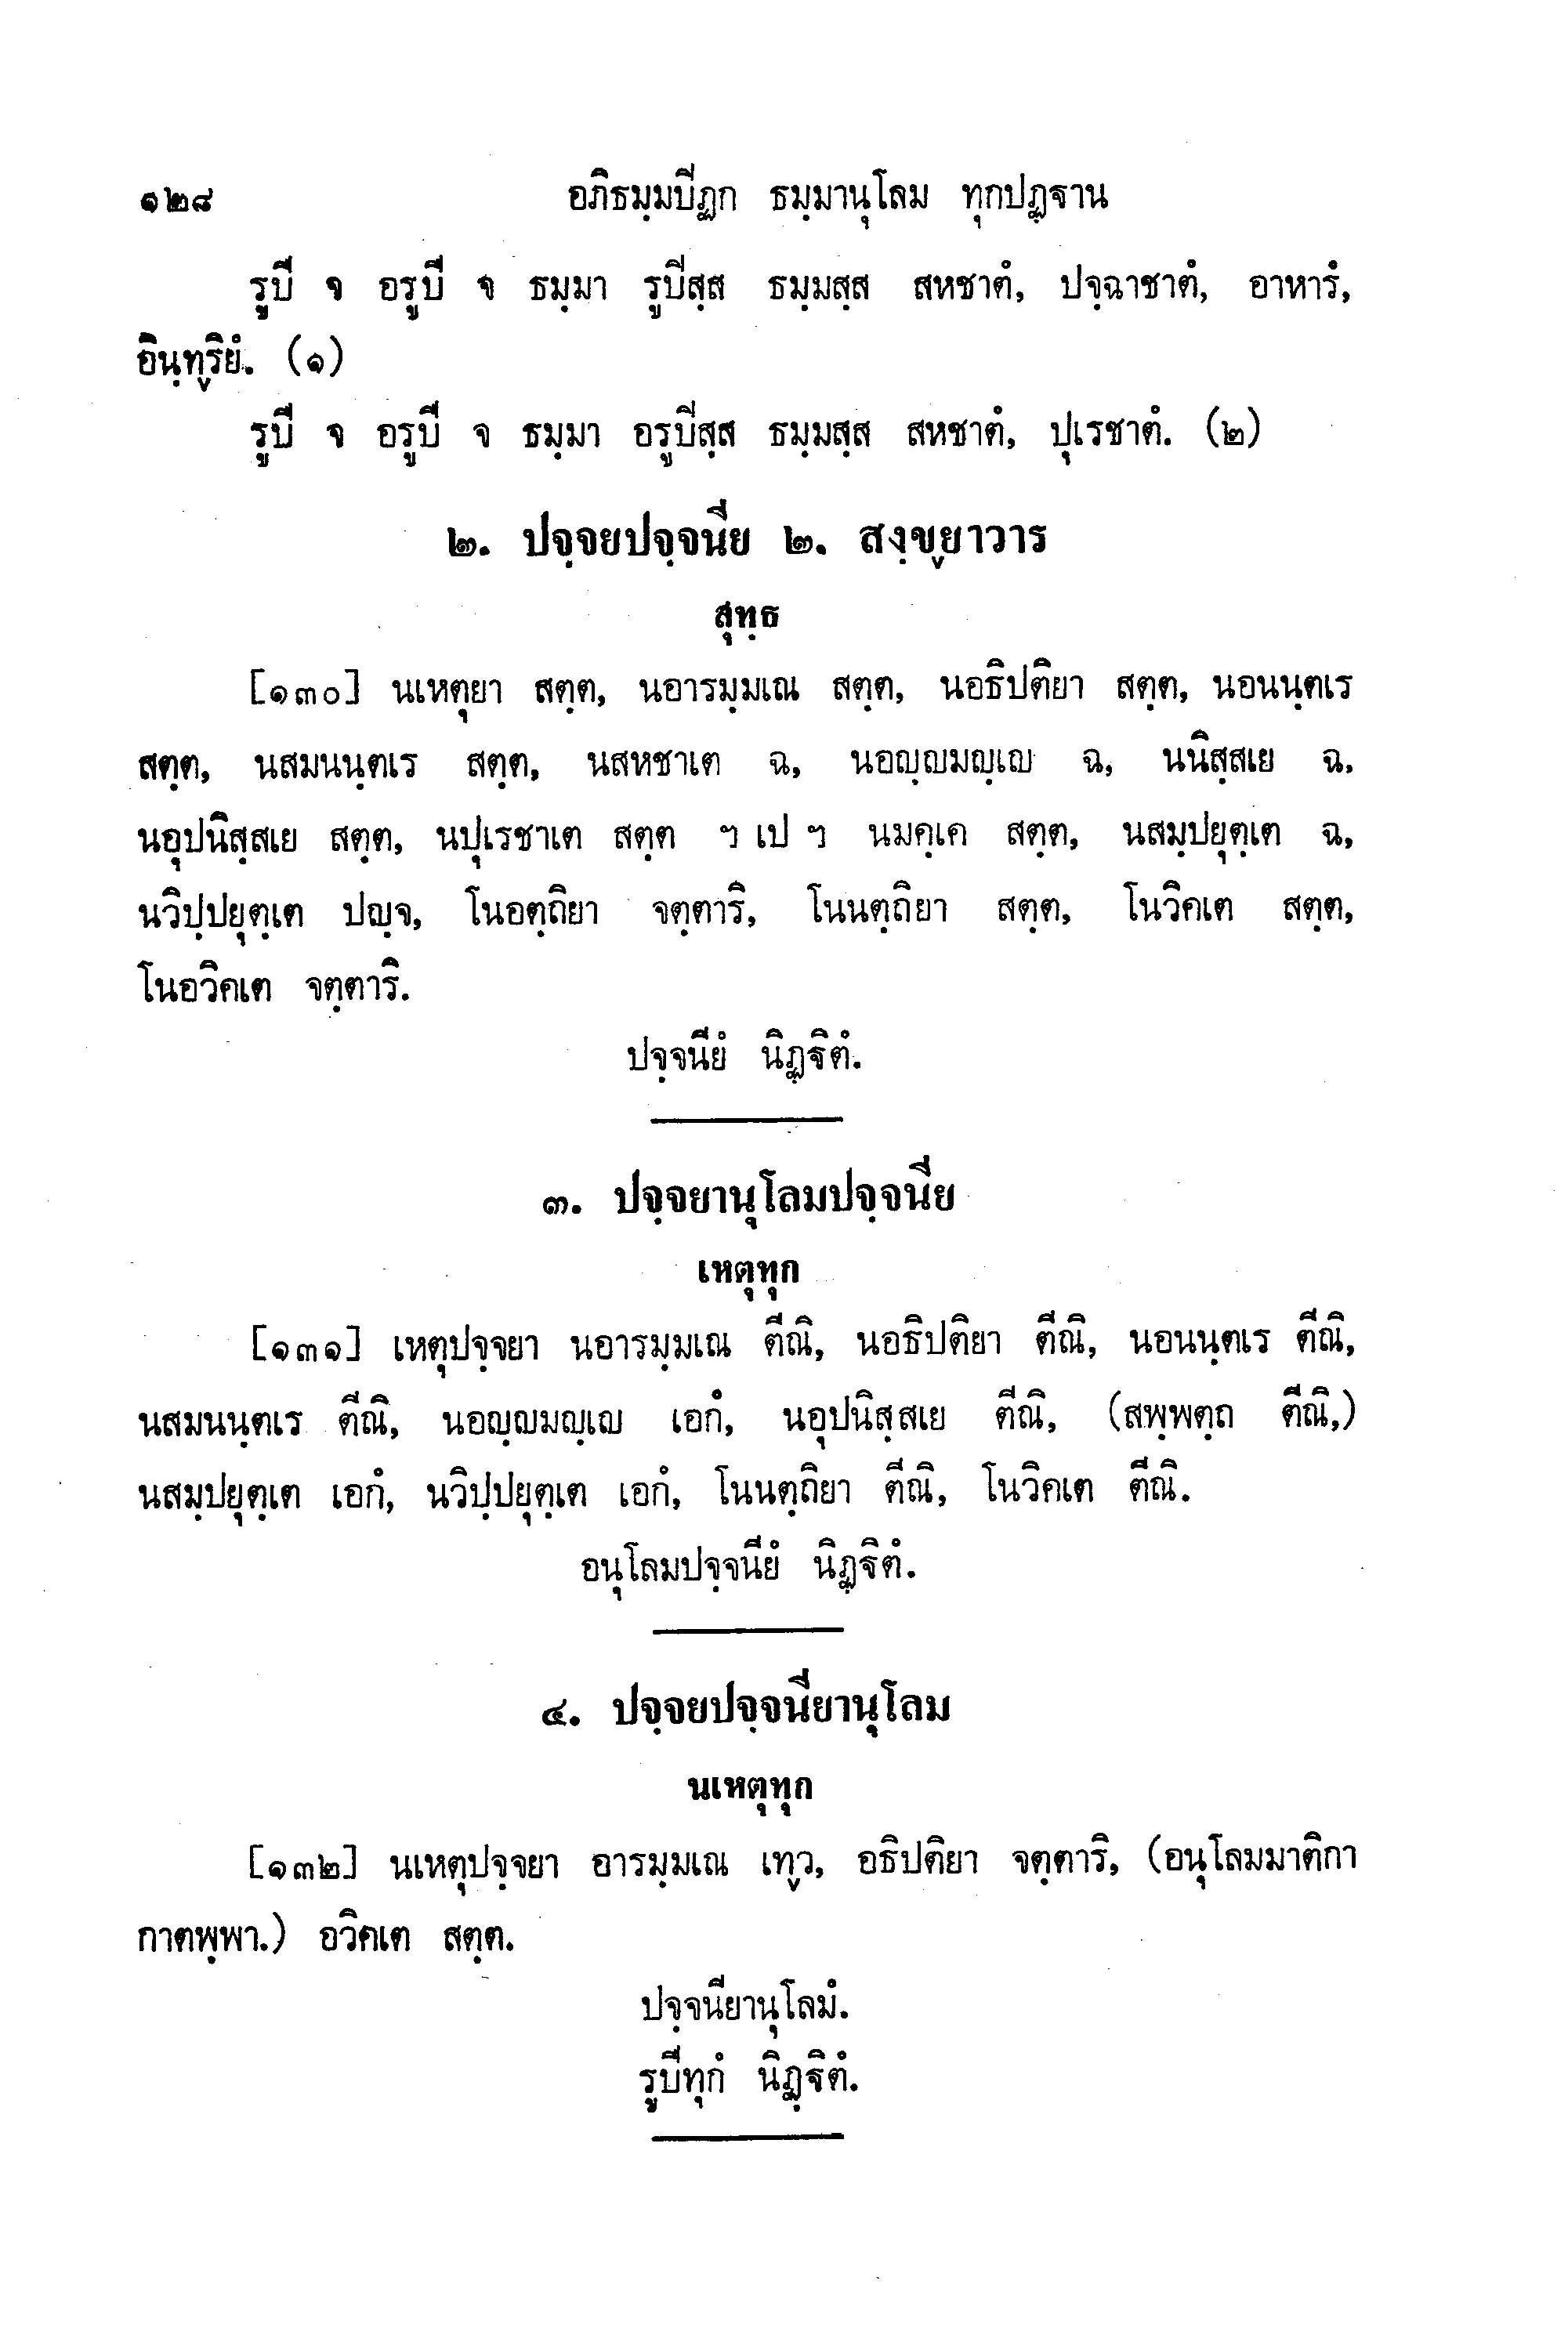 ๑๒๘ อภิธมฺมปีฏก ธมฺมานุโลม ทุกปฏฺฐาน
รูปี จ อรูปี จ ธมฺมา รูปีสฺส ธมฺมสฺส สหชาตํ, ปจฺฉาชาตํ, อาหารํ,
อินฺทฺริยํ. (๑)
รูปี จ อรูปี จ ธมฺมา อรูปีสฺส ธมฺมสฺส สหชาตํ, ปุเรชาตํ. (๒)
๒. ปจฺจยปจฺจนีย ๒. สงฺขฺยาวาร
สุทฺธ
[๑๓๐] นเหตุยา สตฺต, นอารมฺมเณ สตฺต, นอธิปติยา สตฺต, นอนนฺตเร
สตฺต, นสมนนฺตเร สตฺต, นสหชาเต ฉ, นอญฺญมญฺเญ ฉ, นนิสฺสเย ฉ,
นอุปนิสฺสเย สตฺต, นปุเรชาเต สตฺต ฯ เป ฯ นมคฺเค สตฺต, นสมฺปยุตฺเต ฉ,
นวิปฺปยุตฺเต ปญฺจ, โนอตฺถิยา จตฺตาริ, โนนตฺถิยา สตฺต, โนวิคเต สตฺต,
โนอวิคเต จตฺตาริ.
ปจฺจนียํ นิฏฺฐิตํ.
๓. ปจฺจยานุโลมปจฺจนีย
เหตุทุก
[๑๓๑] เหตุปจฺจยา นอารมฺมเณ ตีณิ, นอธิปติยา ตีณิ, นอนนฺตเร ตีณิ,
นสมนนฺตเร ตีณิ, นอญฺญมญฺเญ เอกํ, นอุปนิสฺสเย ตีณิ, (สพฺพตฺถ ตีณิ,)
นสมฺปยุตฺเต เอกํ, นวิปฺปยุตฺเต เอกํ, โนนตฺถิยา ตีณิ, โนวิคเต ตีณิ.
อนุโลมปจฺจนียํ นิฏฺฐิตํ.
๔. ปจฺจยปจฺจนียานุโลม
นเหตุทุก
[๑๓๒] นเหตุปจฺจยา อารมฺมเณ เทฺว, อธิปติยา จตฺตาริ, (อนุโลมมาติกา
กาตพฺพา.) อวิคเต สตฺต.
ปจฺจนียานุโลมํ.
รูปีทุกํ นิฏฺฐิตํ.